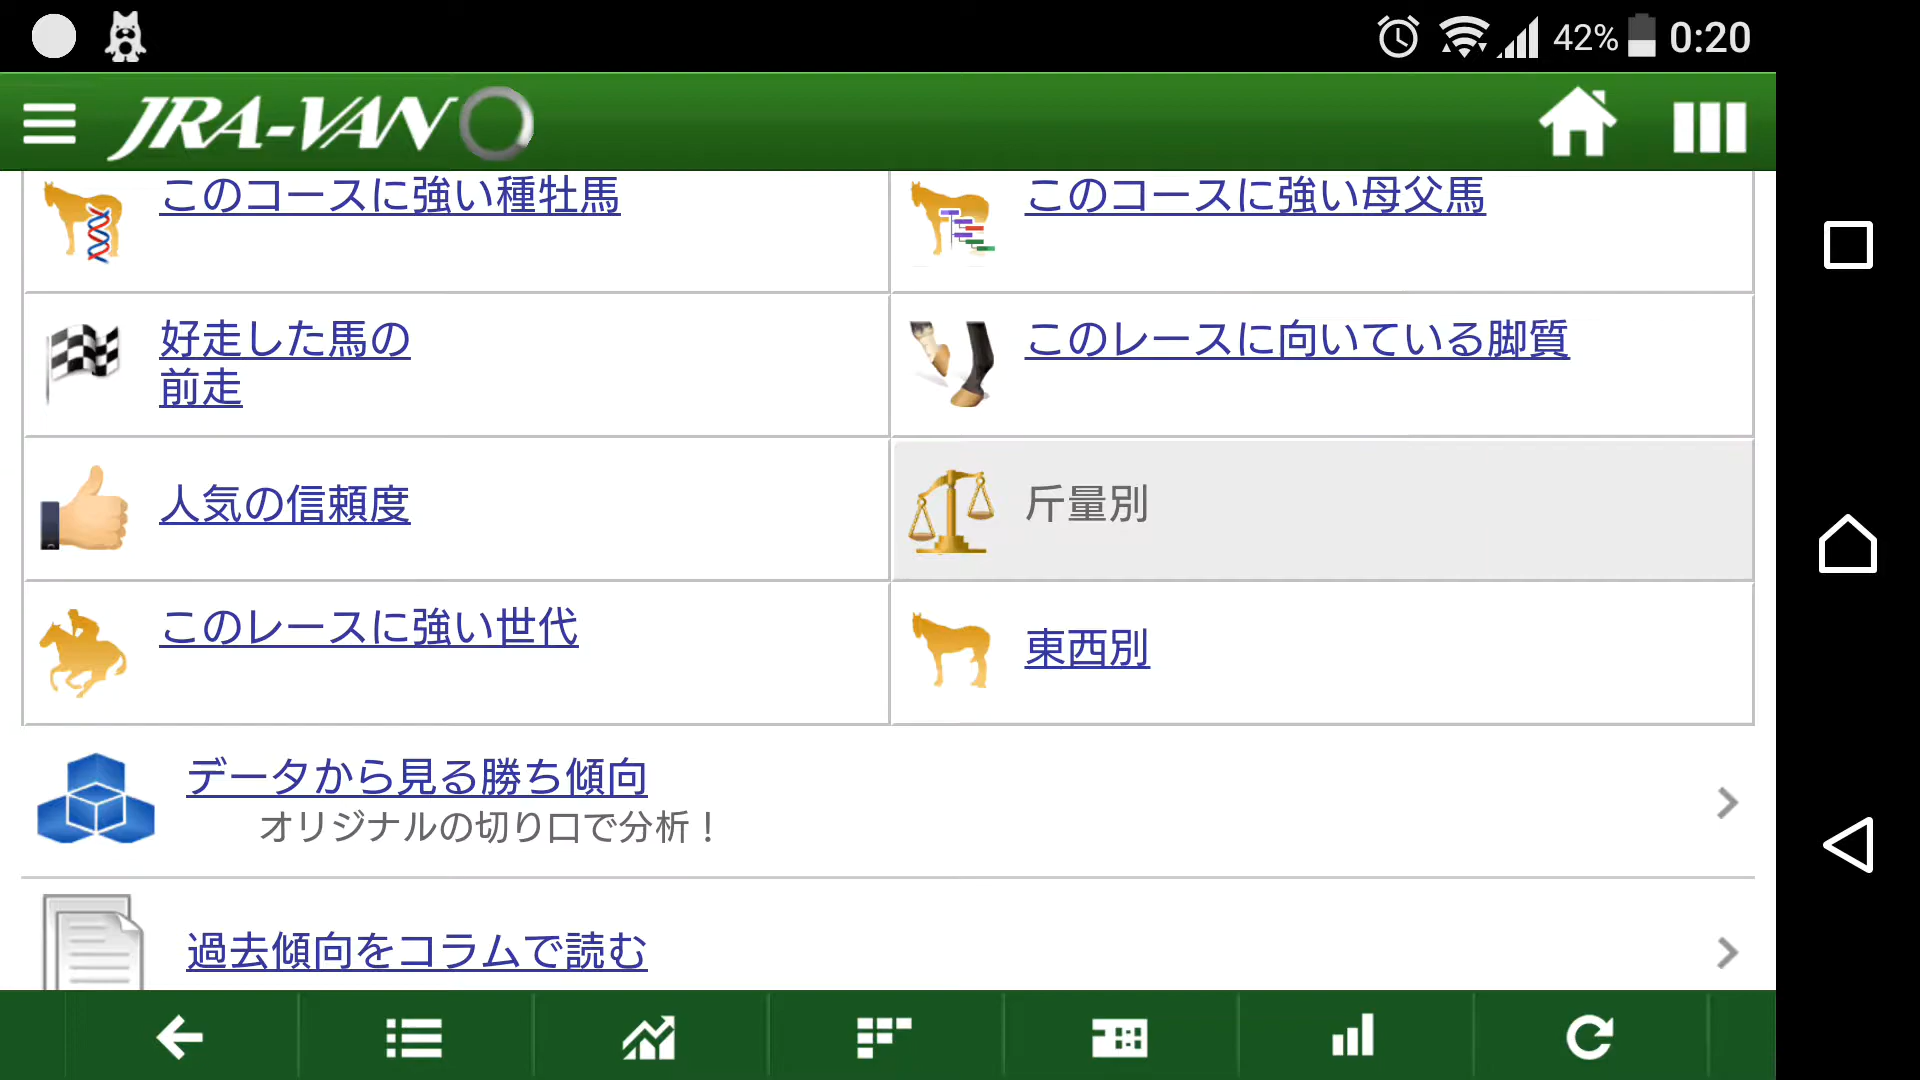 42% 0:20
JRA-VAN
このコースに強い種牡馬
このコースに強い母父馬
好走した馬の
前走
このレースに向いている脚質
人気の信頼度
斤量別
このレースに強い世代
東西別
データから見る勝ち傾向
オリジナルの切り口で分析！
過去傾向をコラムで読む